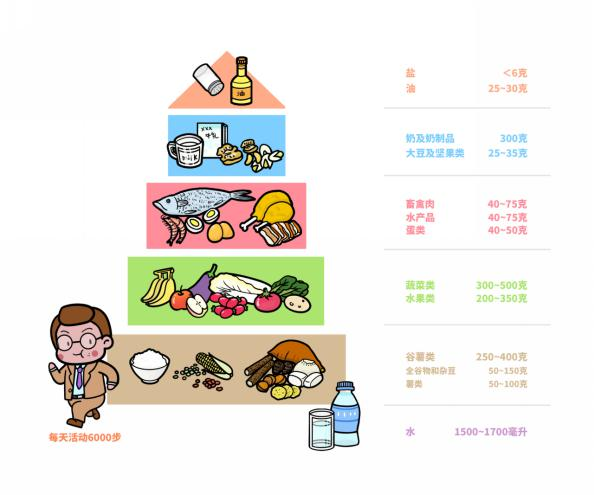 盐 <6克
油 25~30克
油
xxx
牛乳
奶及奶制品 300克
大豆及坚果类 25~35克
畜禽肉 40~75克
水产品 40~75克
蛋类 40~50克
蔬菜类 300~500克
水果类 200~350克
谷薯类 250~400克
全谷物和杂豆 50~150克
薯类 50~100克
水 1500~1700毫升
每天活动6000步